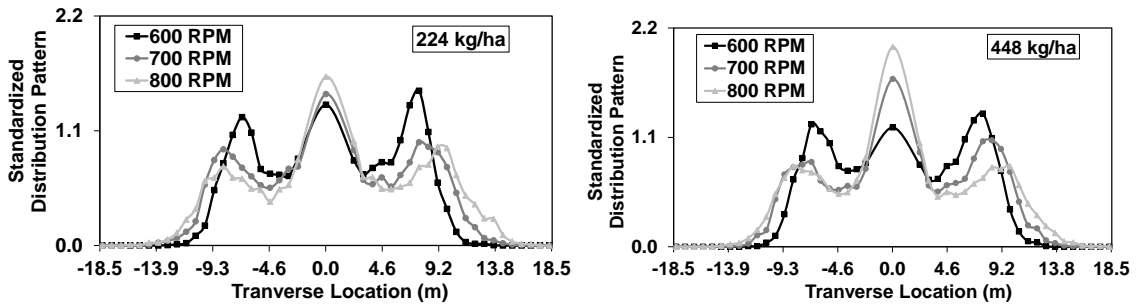 2.2
600 RPM
700 RPM
800 RPM
224 kg/ha
1.1
0.0
Standardized
Distribution Pattern
-18.5 -13.9 -9.3 -4.6 0.0 4.6 9.2 13.8 18.5
Tranverse Location (m)
2.2
600 RPM
700 RPM
800 RPM
448 kg/ha
1.1
0.0
Standardized
Distribution Pattern
-18.5 -13.9 -9.3 -4.6 0.0 4.6 9.2 13.8 18.5
Tranverse Location (m)